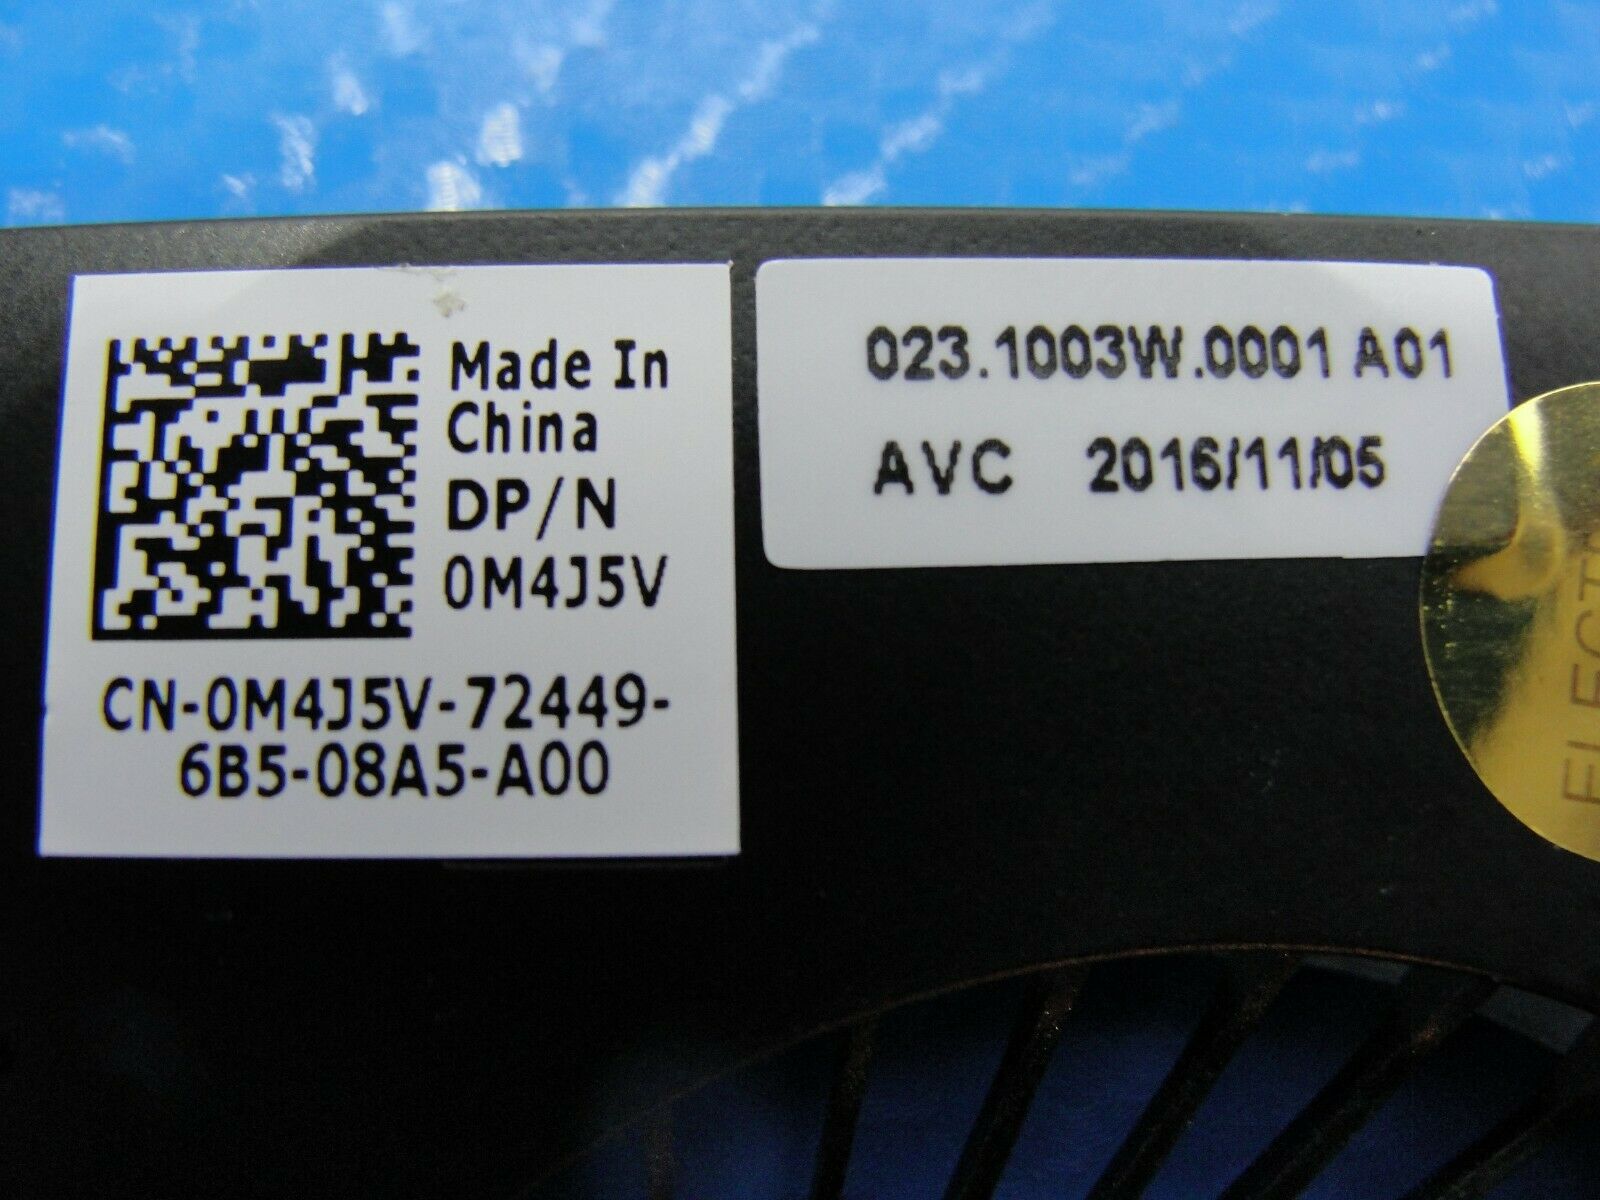 Made In
China
DP/N
0M4J5V
CN-0M4J5V-72449-
6B5-08A5-A00
023.1003W.0001 A01
AVC 2016/11/05